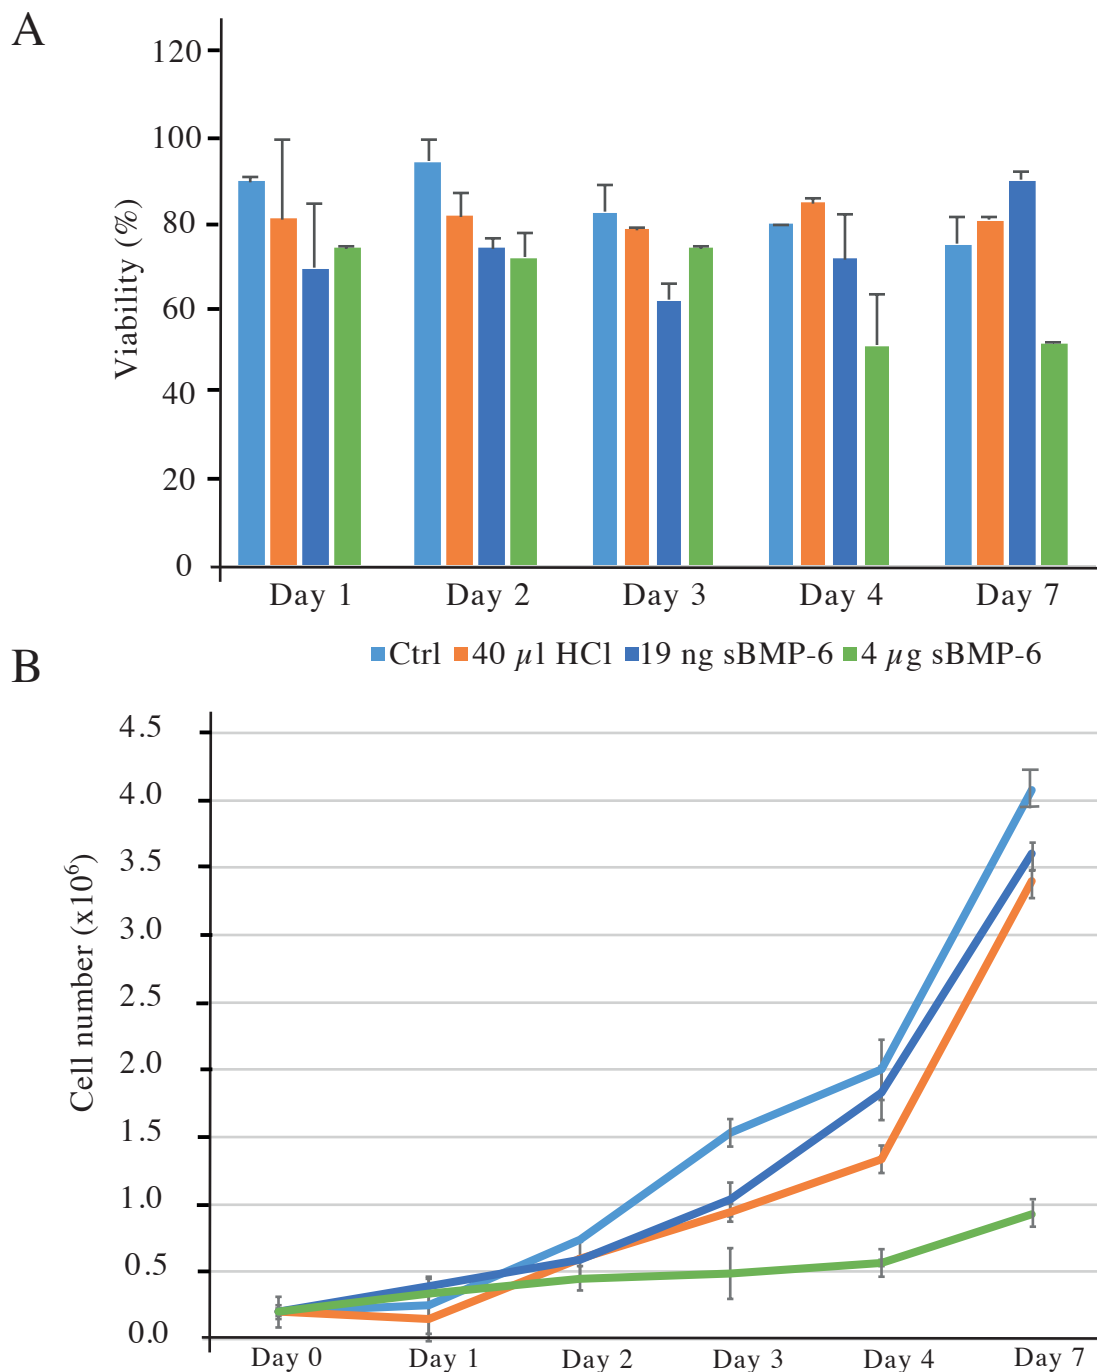 A
Viability (%)
120
100
80
60
40
20
0
Day 1 Day 2 Day 3 Day 4 Day 7
Ctrl 40 µl HCl 19 ng sBMP-6 4 µg sBMP-6
B
Cell number (x10⁶)
4.5
4.0
3.5
3.0
2.5
2.0
1.5
1.0
0.5
0.0
Day 0 Day 1 Day 2 Day 3 Day 4 Day 7